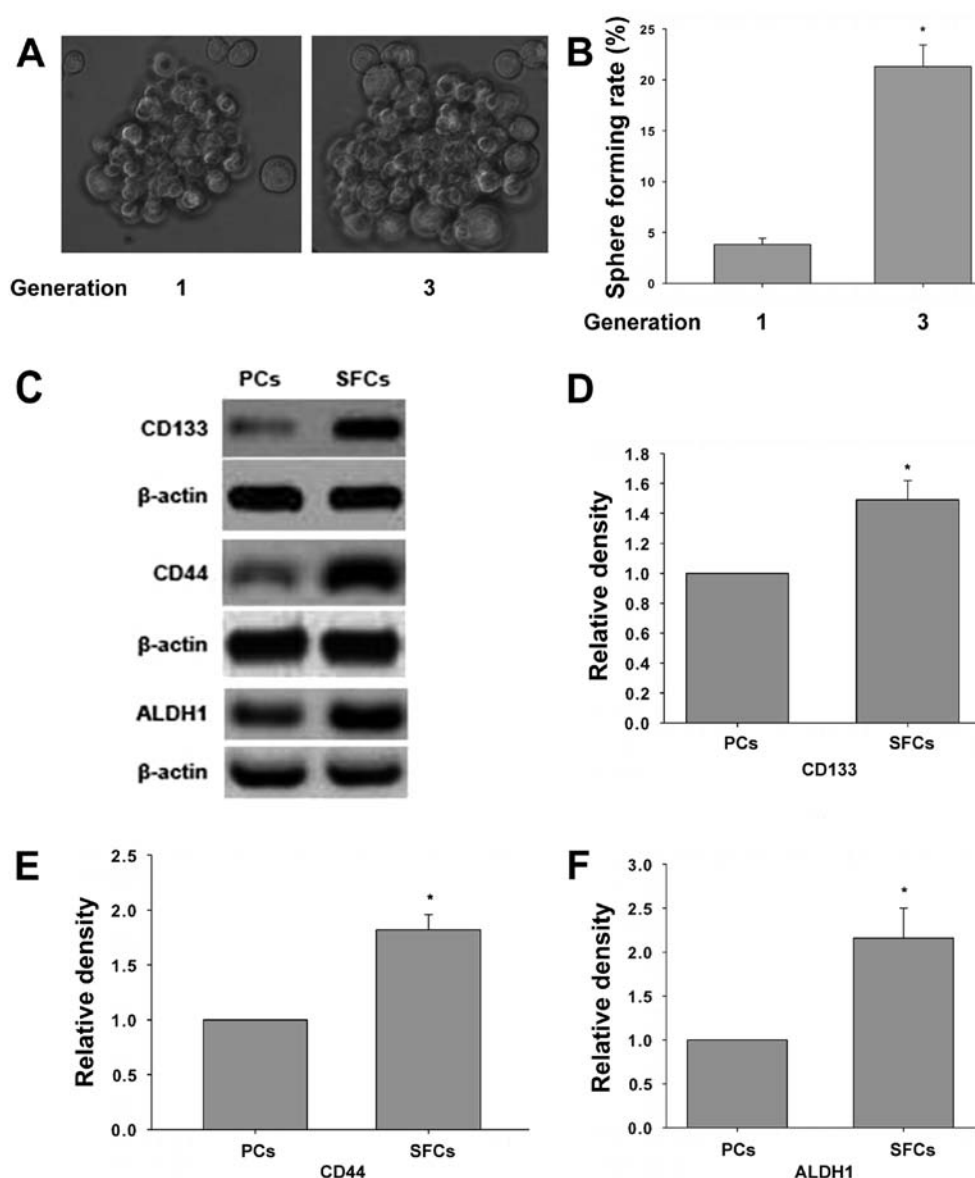 A
Generation 1 3
B
Sphere forming rate (%)
25
20
15
10
5
0
*
Generation 1 3
C
PCs SFCs
CD133
β-actin
CD44
β-actin
ALDH1
β-actin
D
Relative density
1.8
1.6
1.4
1.2
1.0
0.8
0.6
0.4
0.2
0.0
*
PCs SFCs
CD133
E
Relative density
2.5
2.0
1.5
1.0
0.5
0.0
*
PCs SFCs
CD44
F
Relative density
3.0
2.5
2.0
1.5
1.0
0.5
0.0
*
PCs SFCs
ALDH1